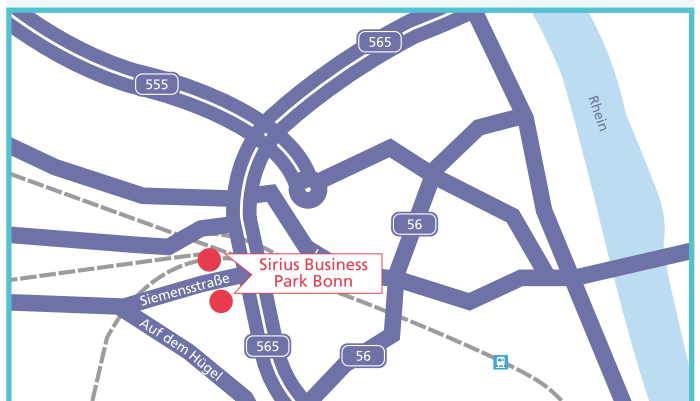 565
555
Rhein
56
Sirius Business
Park Bonn
Siemensstraße
Auf dem Hügel
565
56